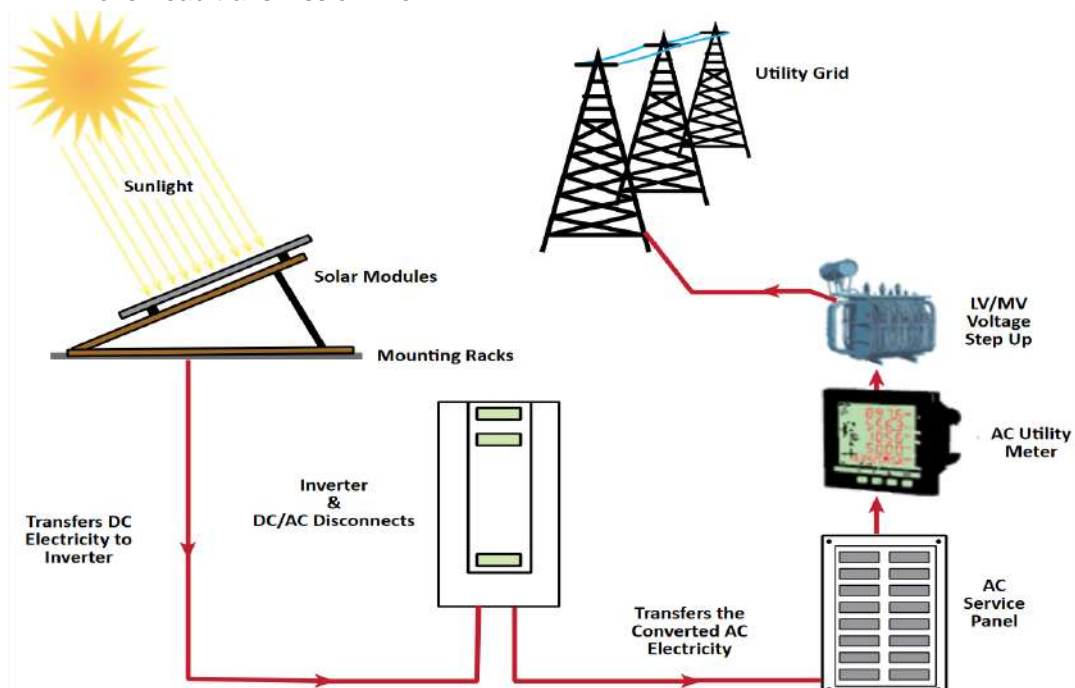 Utility Grid
Sunlight
Solar Modules
LV/MV
Voltage
Step Up
Mounting Racks
AC Utility
Meter
Inverter
&
DC/AC Disconnects
Transfers DC
Electricity to
Inverter
Transfers the
Converted AC
Electricity
AC
Service
Panel